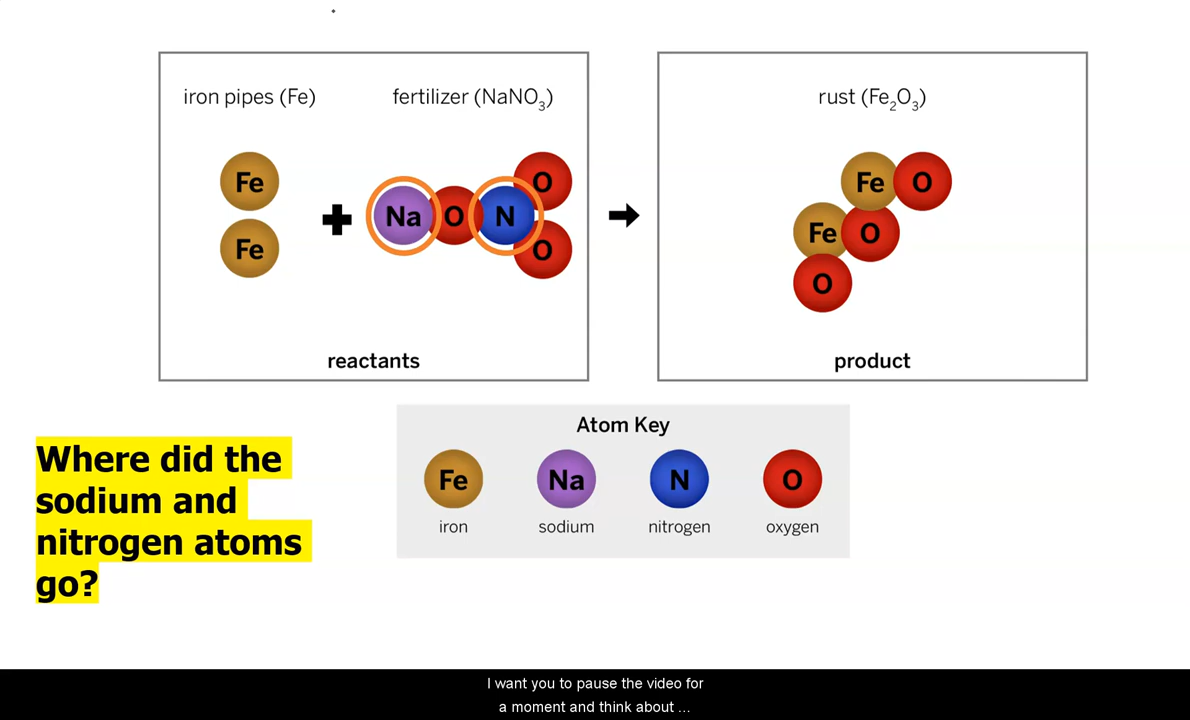 iron pipes (Fe)
fertilizer (NaNO₃)
rust (Fe₂O₃)
Fe
Fe
Na O N O O
Fe O
Fe O
O
reactants
product
Atom Key
Fe Na N O
iron sodium nitrogen oxygen
Where did the
sodium and
nitrogen atoms
go?
I want you to pause the video for
a moment and think about ...